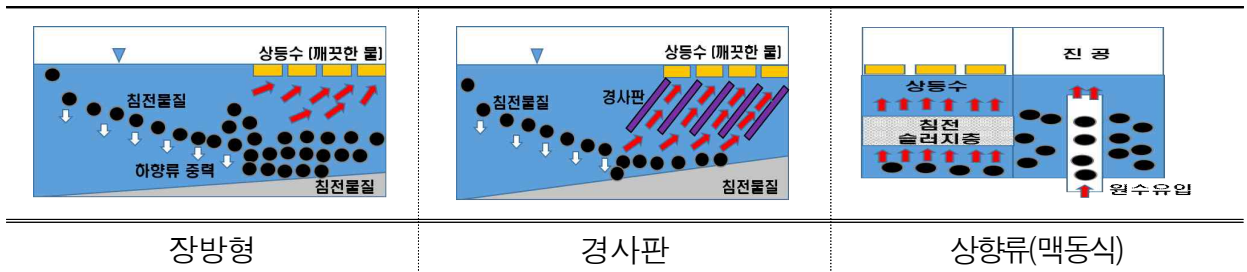 상등수 (깨끗한 물)
침전물질
하향류 중력
침전물질
장방형
상등수 (깨끗한 물)
경사판
침전물질
침전물질
경사판
진 공
상등수
침전
슬러지층
원수유입
상향류(맥동식)